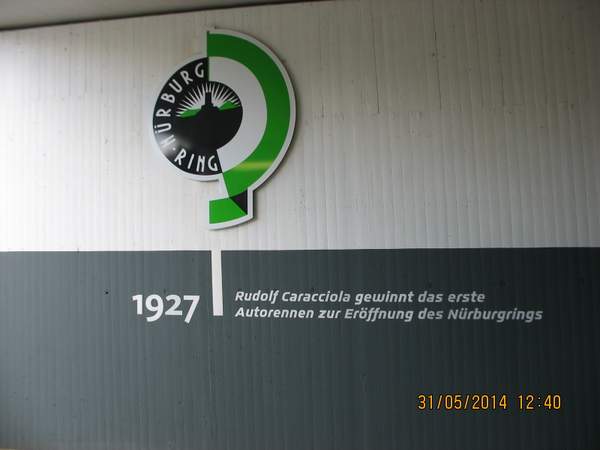 NÜRBURG
·RING
1927
Rudolf Caracciola gewinnt das erste
Autorennen zur Eröffnung des Nürburgrings
31/05/2014 12:40